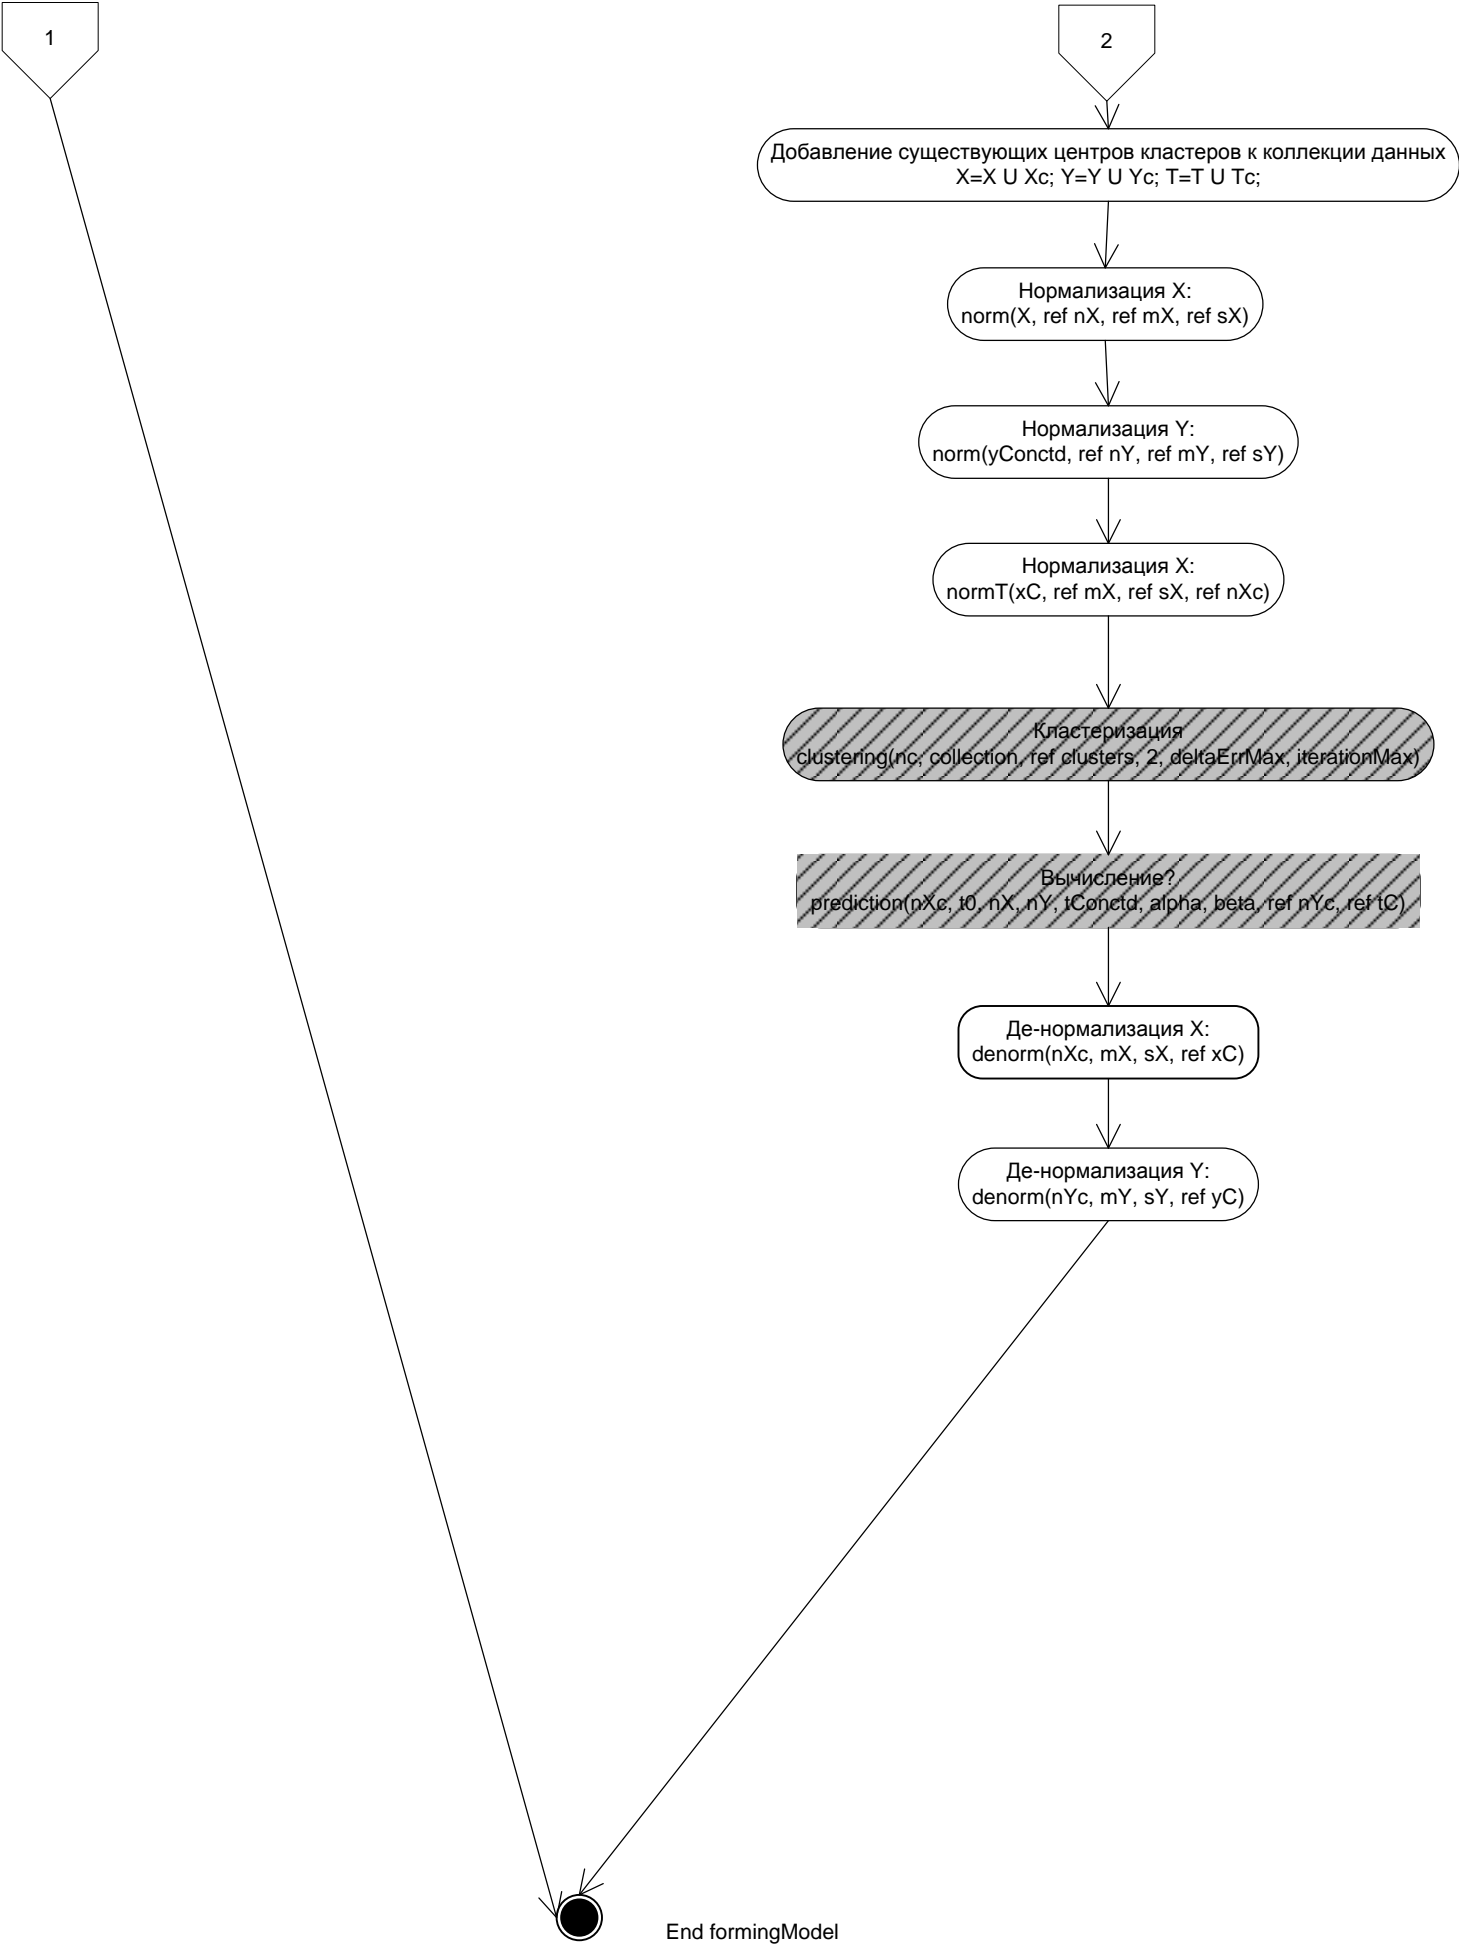 1
2
Добавление существующих центров кластеров к коллекции данных
X=X U Xc; Y=Y U Yc; T=T U Tc;
Нормализация X:
norm(X, ref nX, ref mX, ref sX)
Нормализация Y:
norm(yConctd, ref nY, ref mY, ref sY)
Нормализация X:
normT(xC, ref mX, ref sX, ref nXc)
Кластеризация
clustering(nc, collection, ref clusters, 2, deltaErrMax, iterationMax)
Вычисление?
prediction(nXc, t0, nX, nY, tConctd, alpha, beta, ref nYc, ref tC)
Де-нормализация X:
denorm(nXc, mX, sX, ref xC)
Де-нормализация Y:
denorm(nYc, mY, sY, ref yC)
End formingModel